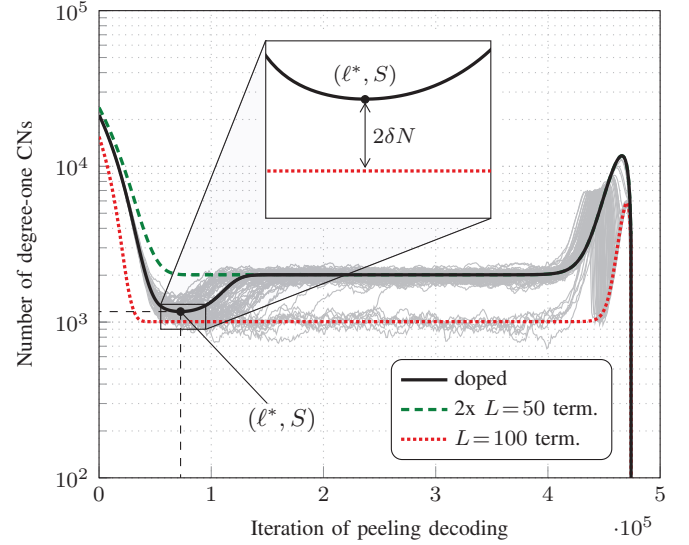 10^5
10^4
10^3
10^2
Number of degree-one CNs
(ℓ*, S)
2δN
(ℓ*, S)
doped
2x L=50 term.
L=100 term.
0 1 2 3 4 5
Iteration of peeling decoding
·10^5